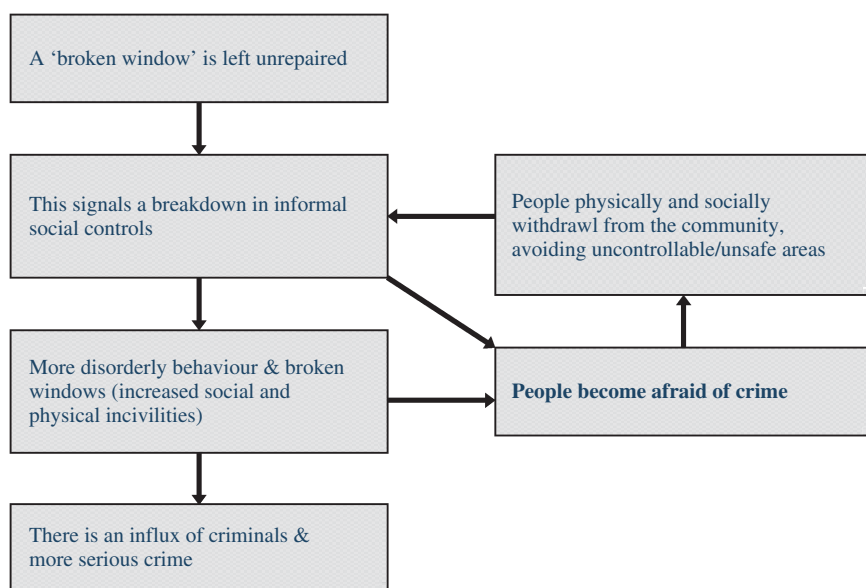 A ‘broken window’ is left unrepaired
This signals a breakdown in informal
social controls
People physically and socially
withdrawl from the community,
avoiding uncontrollable/unsafe areas
More disorderly behaviour & broken
windows (increased social and
physical incivilities)
People become afraid of crime
There is an influx of criminals &
more serious crime